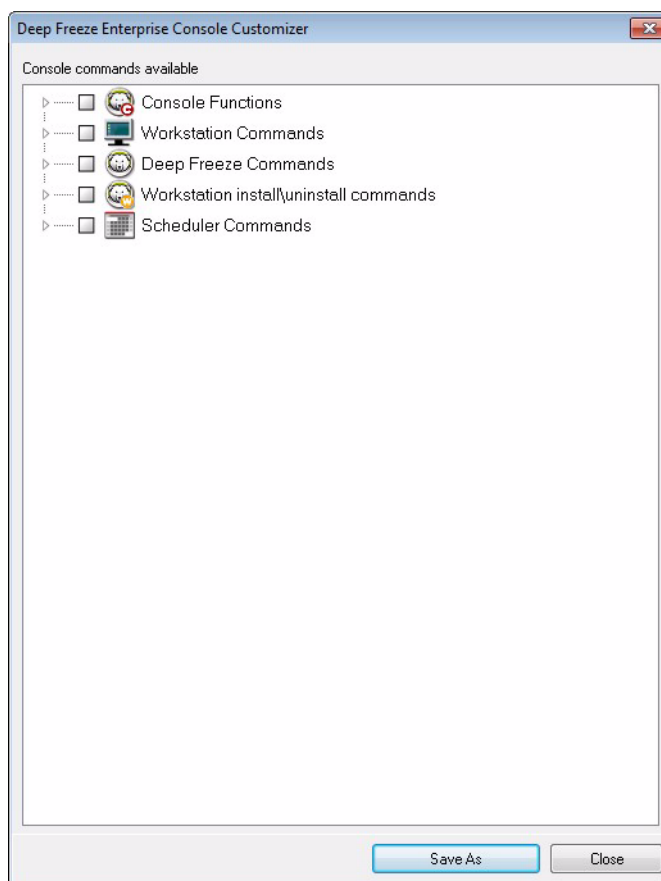 Deep Freeze Enterprise Console Customizer
Console commands available
Console Functions
Workstation Commands
Deep Freeze Commands
Workstation install\uninstall commands
Scheduler Commands
Save As
Close